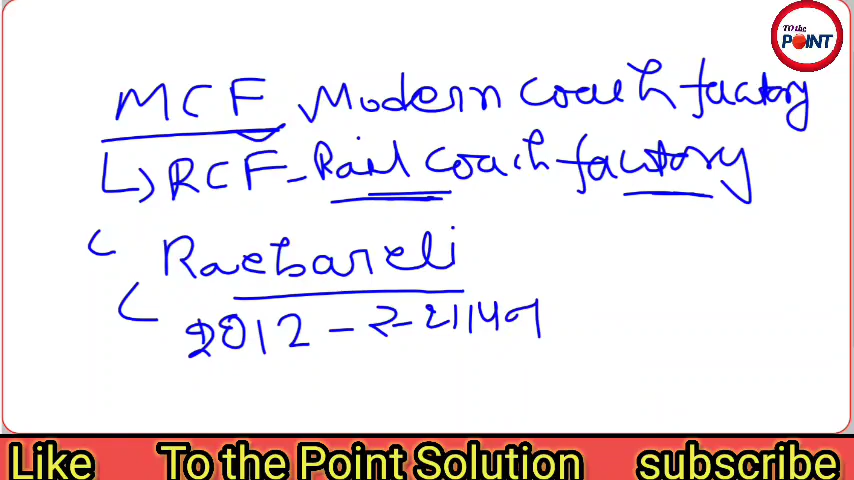 TO the
POINT
MCF Modern Coach factory
↳ RCF - Rail coach factory
Raebareli
2012 - स्थापन
Like To the Point Solution subscribe